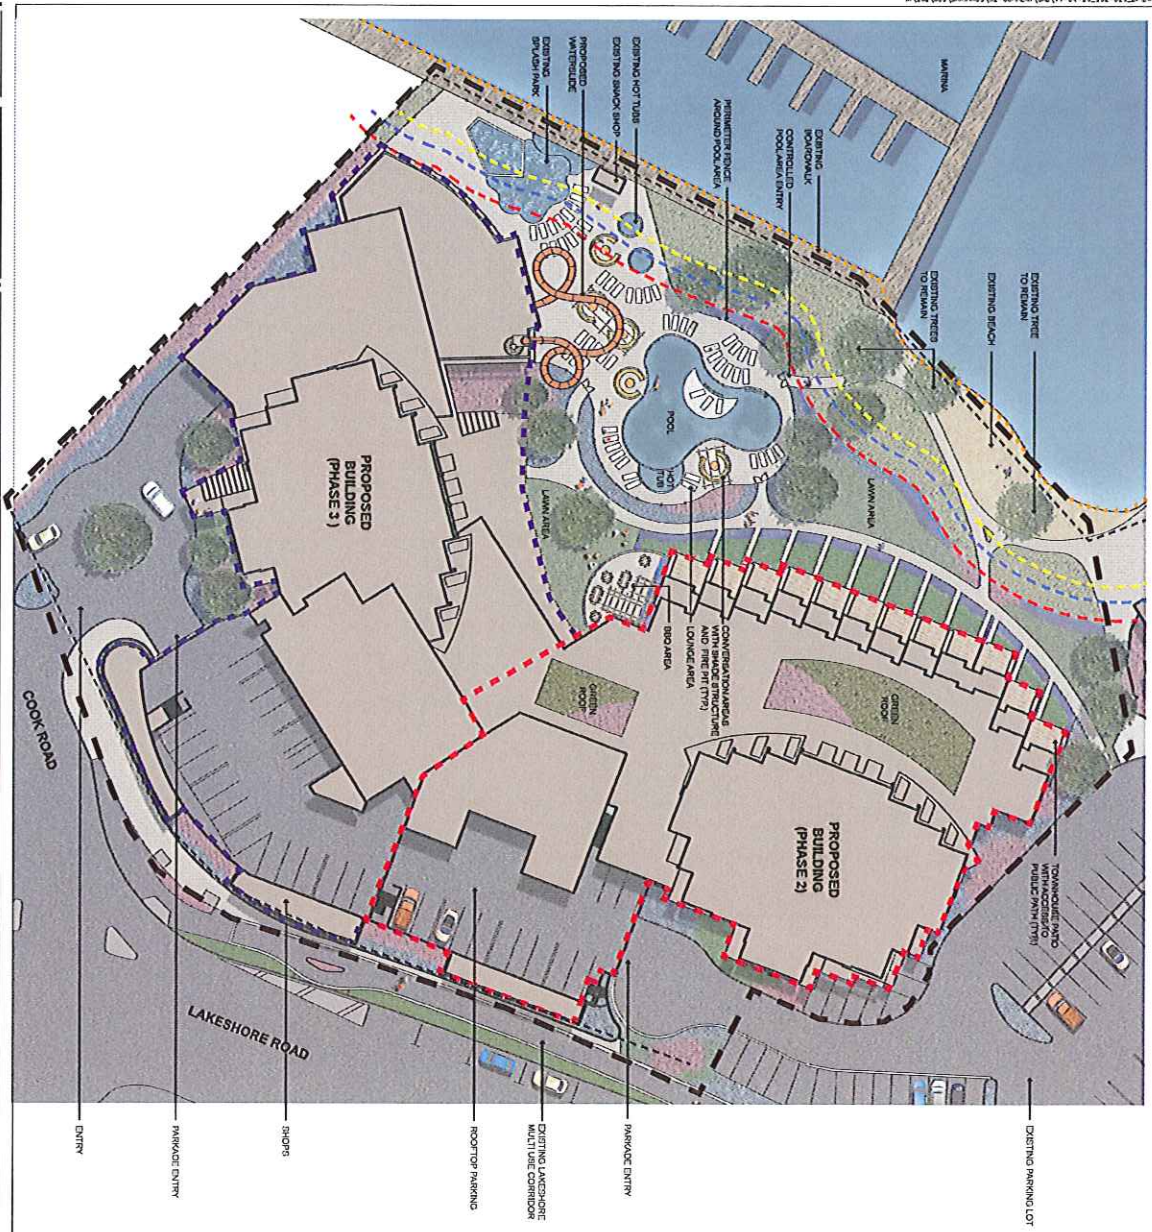 MARINA
EXISTING TREE
TO REMAIN
EXISTING BEACH
EXISTING TREES
TO REMAIN
EXISTING
BOARDWALK
CONTROLLED
POOL AREA ENTRY
PERIMETER FENCE
AROUND POOL AREA
EXISTING HOT TUBS
EXISTING SNACK SHOP
PROPOSED
WATERSLIDE
EXISTING
SPLASH PARK
POOL
HOT
TUB
LAWN AREA
LAWN AREA
CONVERSATION AREAS
WITH SHADE STRUCTURE
AND FIRE PIT (TYP.)
LOUNGE AREA
BBQ AREA
GREEN
ROOF
GREEN
ROOF
TOWNHOUSE PATIO
WITH ACCESS TO
PUBLIC PATH (TYP.)
PROPOSED
BUILDING
(PHASE 2)
PROPOSED
BUILDING
(PHASE 3)
COOK ROAD
LAKESHORE ROAD
EXISTING PARKING LOT
PARKADE ENTRY
EXISTING LAKESHORE
MULTI USE CORRIDOR
ROOFTOP PARKING
SHOPS
PARKADE ENTRY
ENTRY